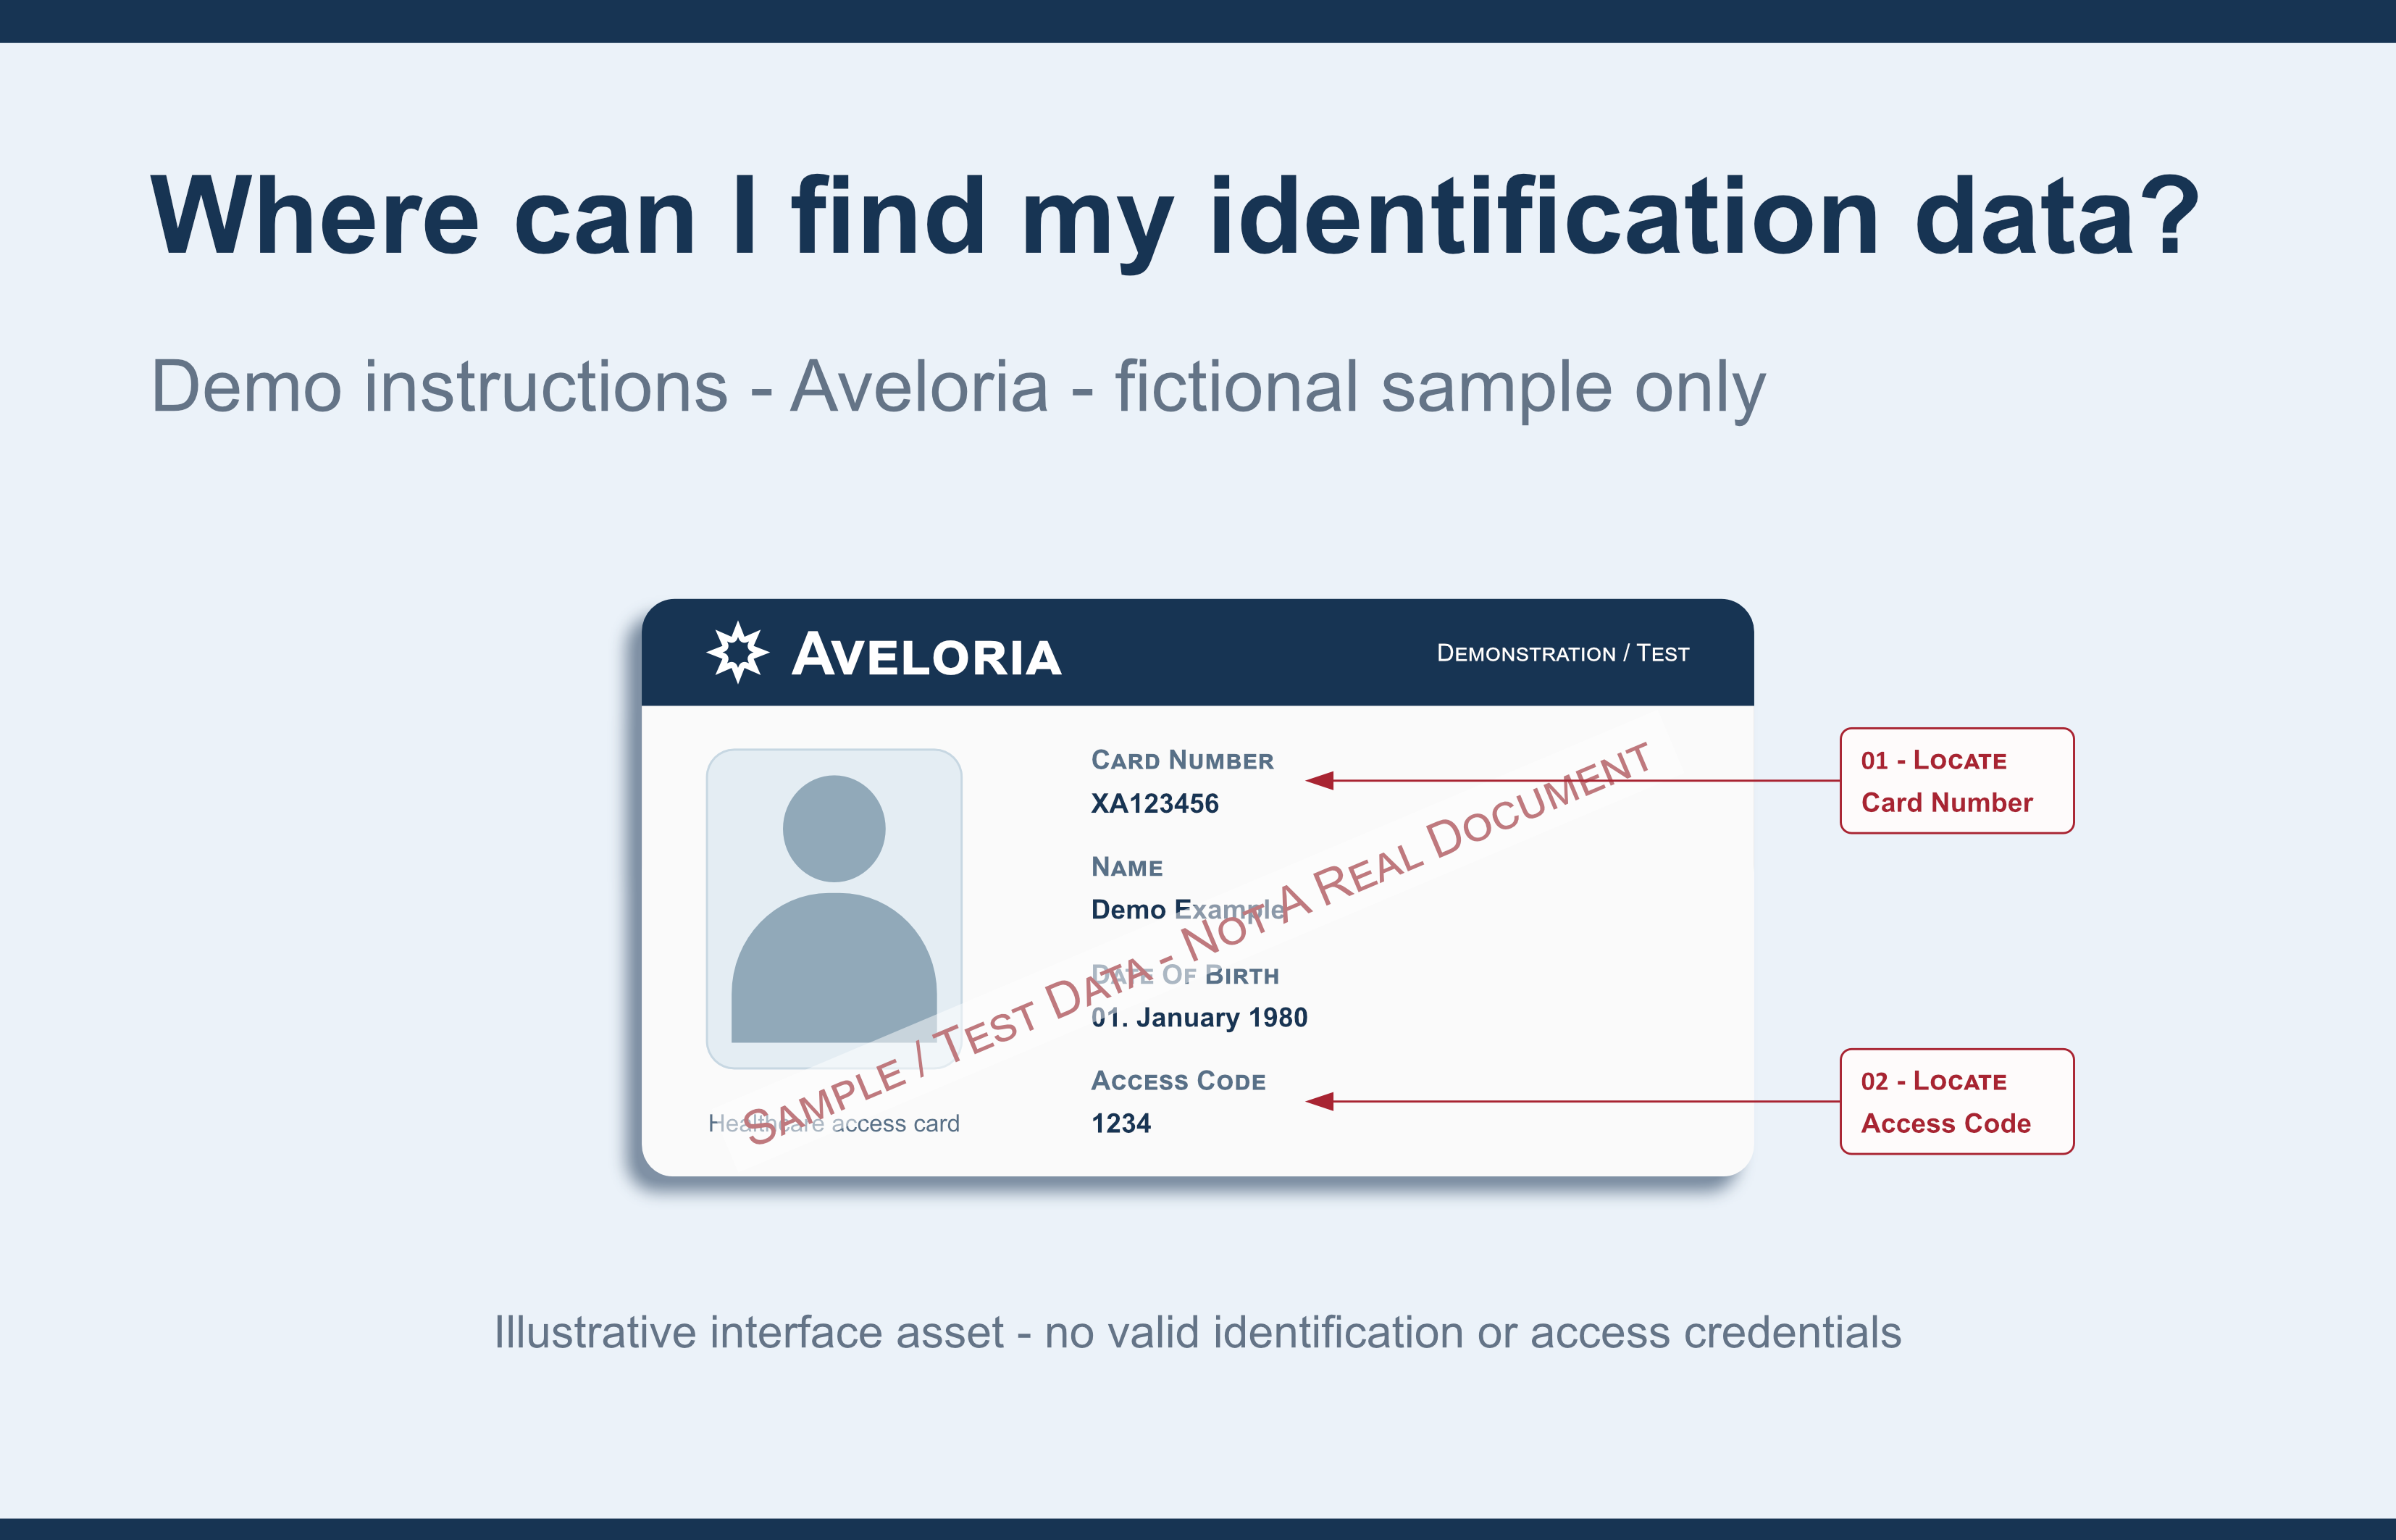 Where can I find my identification data?
Demo instructions - Aveloria - fictional sample only
AVELORIA
DEMONSTRATION / TEST
CARD NUMBER
XA123456
NAME
Demo Example
DATE OF BIRTH
01. January 1980
ACCESS CODE
1234
Healthcare access card
SAMPLE / TEST DATA - NOT A REAL DOCUMENT
01 - LOCATE
Card Number
02 - LOCATE
Access Code
Illustrative interface asset - no valid identification or access credentials